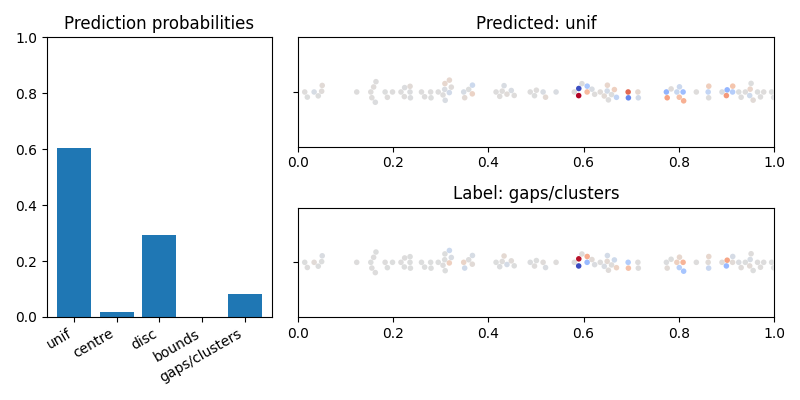 Prediction probabilities
1.0
0.8
0.6
0.4
0.2
0.0
unif
centre
disc
bounds
gaps/clusters
Predicted: unif
0.0 0.2 0.4 0.6 0.8 1.0
Label: gaps/clusters
0.0 0.2 0.4 0.6 0.8 1.0